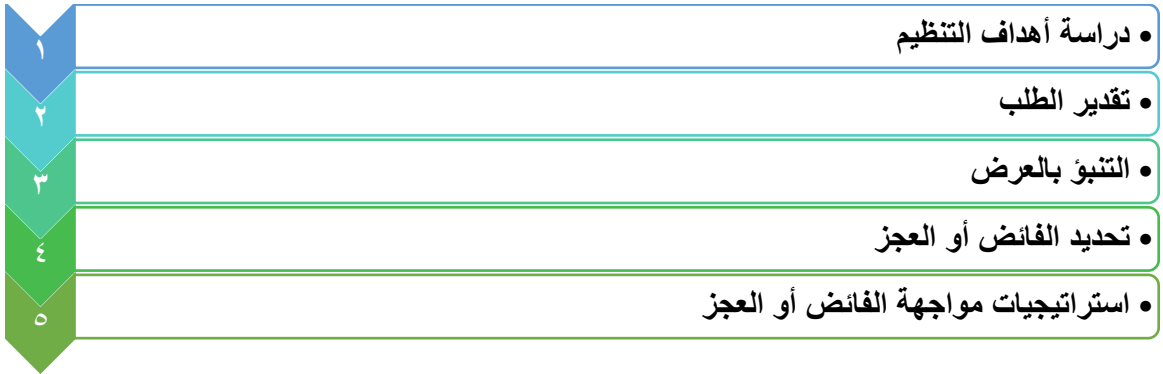 ١
• دراسة أهداف التنظيم
٢
• تقدير الطلب
٣
• التنبؤ بالعرض
٤
• تحديد الفائض أو العجز
٥
• استراتيجيات مواجهة الفائض أو العجز